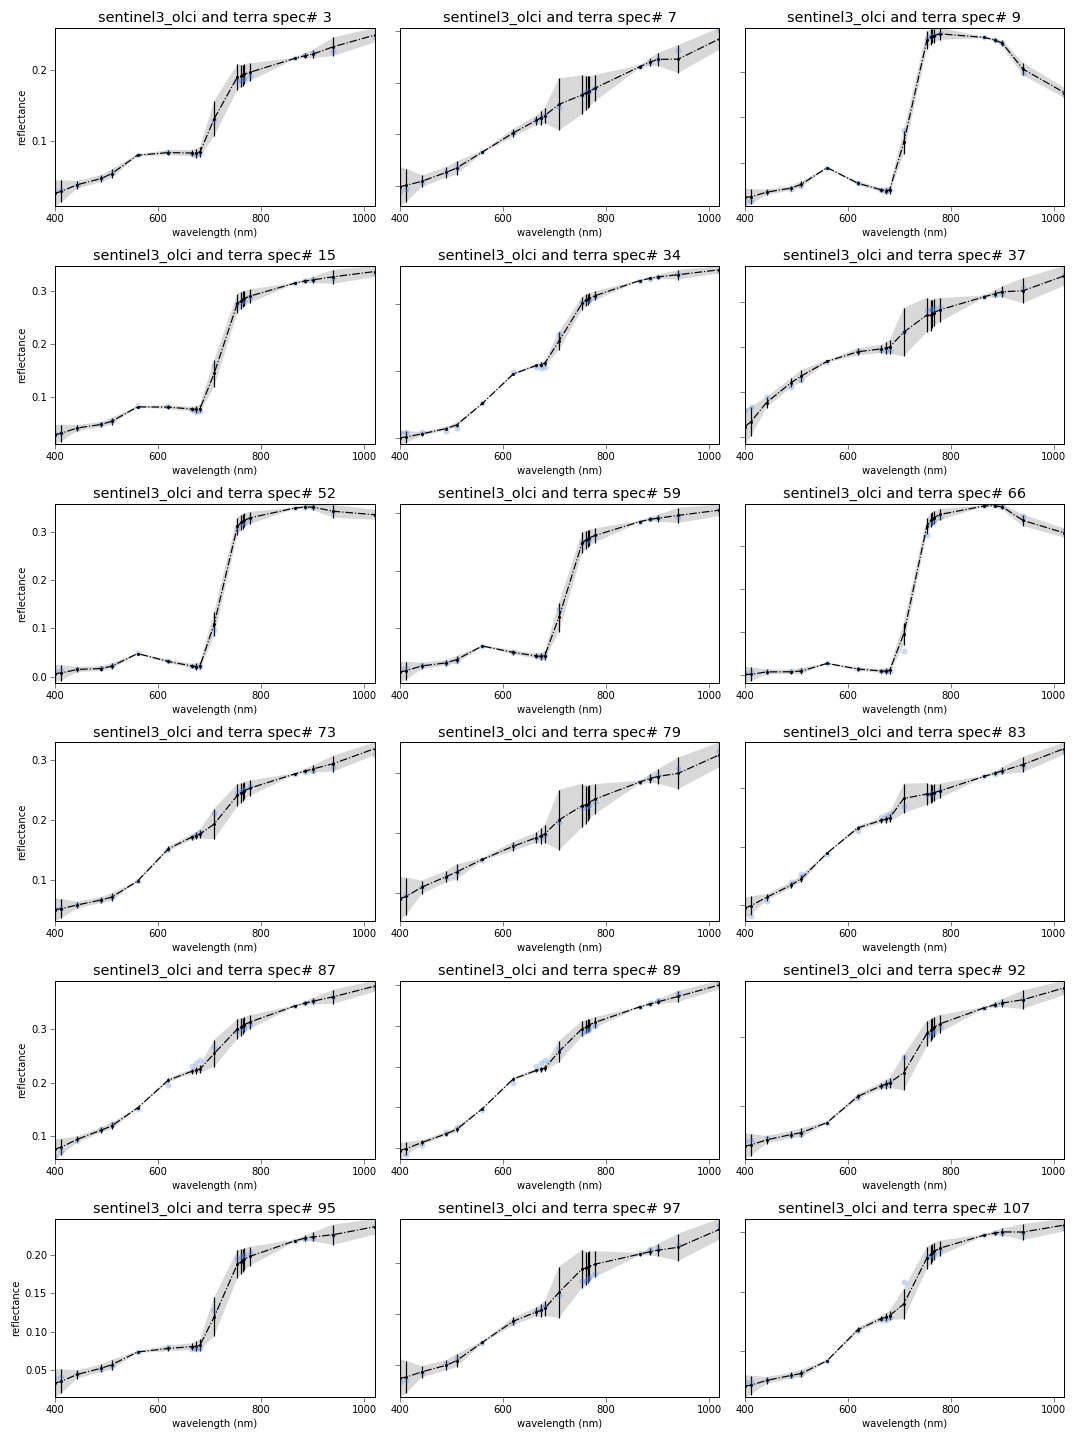 sentinel3_olci and terra spec# 3
sentinel3_olci and terra spec# 7
sentinel3_olci and terra spec# 9
reflectance
0.2
0.1
400 600 800 1000
400 600 800 1000
400 600 800 1000
wavelength (nm)
wavelength (nm)
wavelength (nm)
sentinel3_olci and terra spec# 15
sentinel3_olci and terra spec# 34
sentinel3_olci and terra spec# 37
reflectance
0.3
0.2
0.1
400 600 800 1000
400 600 800 1000
400 600 800 1000
wavelength (nm)
wavelength (nm)
wavelength (nm)
sentinel3_olci and terra spec# 52
sentinel3_olci and terra spec# 59
sentinel3_olci and terra spec# 66
reflectance
0.3
0.2
0.1
0.0
400 600 800 1000
400 600 800 1000
400 600 800 1000
wavelength (nm)
wavelength (nm)
wavelength (nm)
sentinel3_olci and terra spec# 73
sentinel3_olci and terra spec# 79
sentinel3_olci and terra spec# 83
reflectance
0.3
0.2
0.1
400 600 800 1000
400 600 800 1000
400 600 800 1000
wavelength (nm)
wavelength (nm)
wavelength (nm)
sentinel3_olci and terra spec# 87
sentinel3_olci and terra spec# 89
sentinel3_olci and terra spec# 92
reflectance
0.3
0.2
0.1
400 600 800 1000
400 600 800 1000
400 600 800 1000
wavelength (nm)
wavelength (nm)
wavelength (nm)
sentinel3_olci and terra spec# 95
sentinel3_olci and terra spec# 97
sentinel3_olci and terra spec# 107
reflectance
0.20
0.15
0.10
0.05
400 600 800 1000
400 600 800 1000
400 600 800 1000
wavelength (nm)
wavelength (nm)
wavelength (nm)